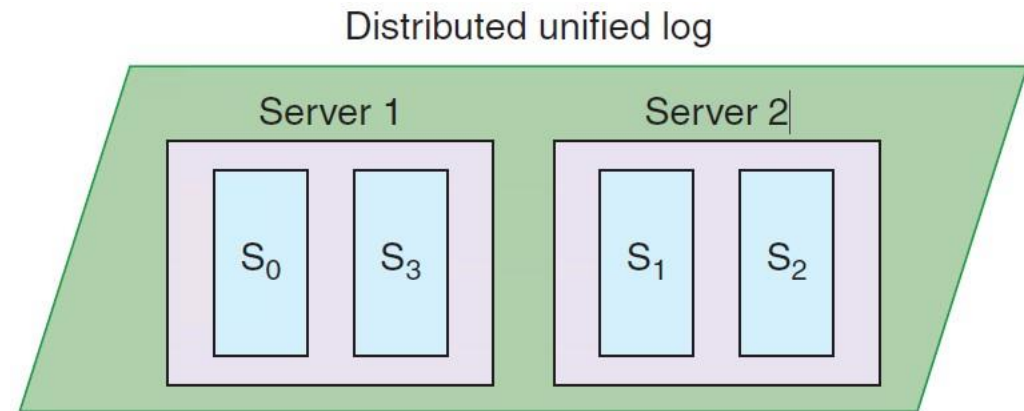 Distributed unified log
Server 1 Server 2
S₀ S₃ S₁ S₂